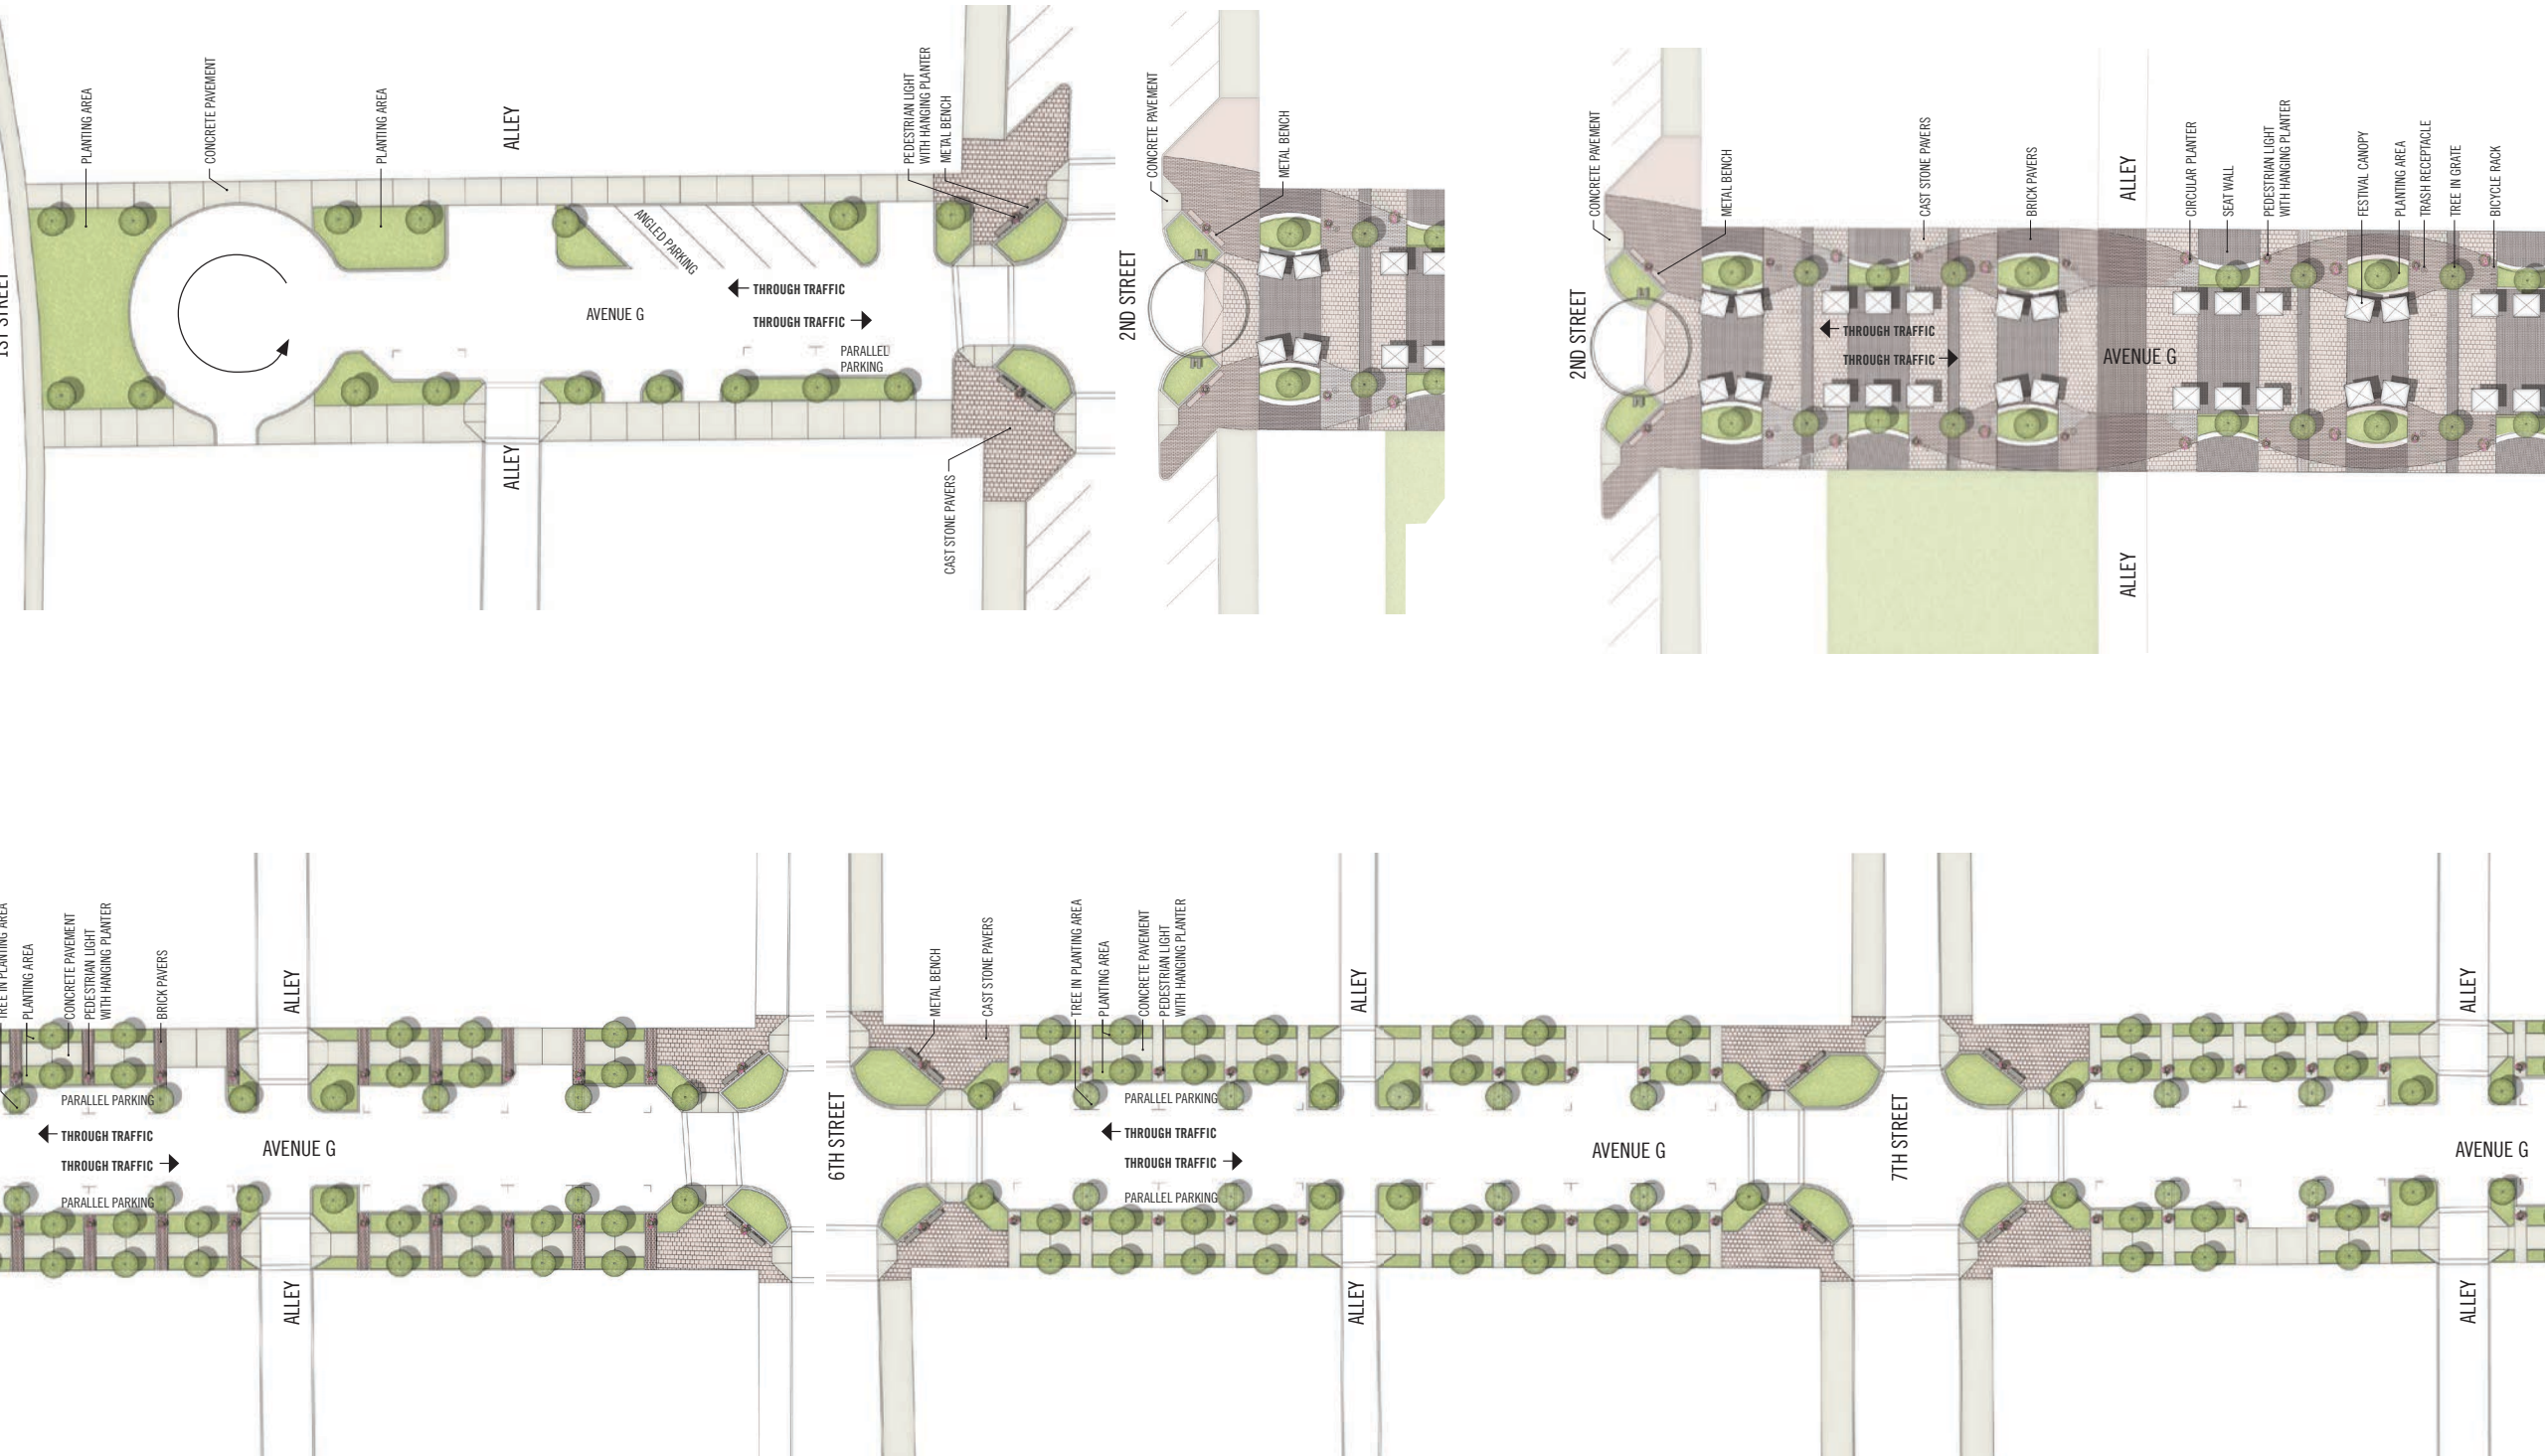 1ST STREET
PLANTING AREA
CONCRETE PAVEMENT
PLANTING AREA
ALLEY
PEDESTRIAN LIGHT
WITH HANGING PLANTER
METAL BENCH
ANGLED PARKING
THROUGH TRAFFIC
AVENUE G
THROUGH TRAFFIC
PARALLEL
PARKING
ALLEY
CAST STONE PAVERS
2ND STREET
CONCRETE PAVEMENT
METAL BENCH
2ND STREET
CONCRETE PAVEMENT
METAL BENCH
CAST STONE PAVERS
BRICK PAVERS
ALLEY
CIRCULAR PLANTER
SEAT WALL
PEDESTRIAN LIGHT
WITH HANGING PLANTER
FESTIVAL CANOPY
PLANTING AREA
TRASH RECEPTACLE
TREE IN GRATE
BICYCLE RACK
THROUGH TRAFFIC
THROUGH TRAFFIC
AVENUE G
ALLEY
TREE IN PLANTING AREA
PLANTING AREA
CONCRETE PAVEMENT
PEDESTRIAN LIGHT
WITH HANGING PLANTER
BRICK PAVERS
ALLEY
PARALLEL PARKING
THROUGH TRAFFIC
AVENUE G
THROUGH TRAFFIC
PARALLEL PARKING
ALLEY
6TH STREET
METAL BENCH
CAST STONE PAVERS
TREE IN PLANTING AREA
PLANTING AREA
CONCRETE PAVEMENT
PEDESTRIAN LIGHT
WITH HANGING PLANTER
ALLEY
PARALLEL PARKING
THROUGH TRAFFIC
AVENUE G
THROUGH TRAFFIC
PARALLEL PARKING
ALLEY
7TH STREET
ALLEY
AVENUE G
ALLEY